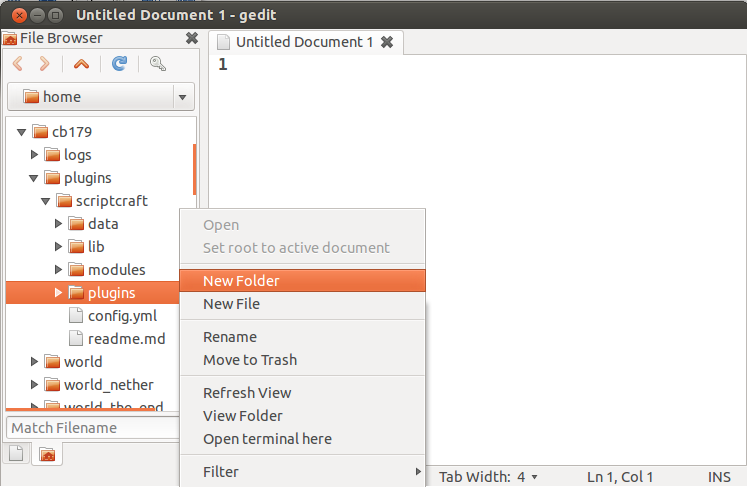 Untitled Document 1 - gedit
File Browser
Untitled Document 1
1
home
cb179
logs
plugins
scriptcraft
data
lib
modules
plugins
config.yml
readme.md
world
world_nether
world_the_end
Match Filename
Open
Set root to active document
New Folder
New File
Rename
Move to Trash
Refresh View
View Folder
Open terminal here
Filter
Tab Width: 4 Ln 1, Col 1 INS